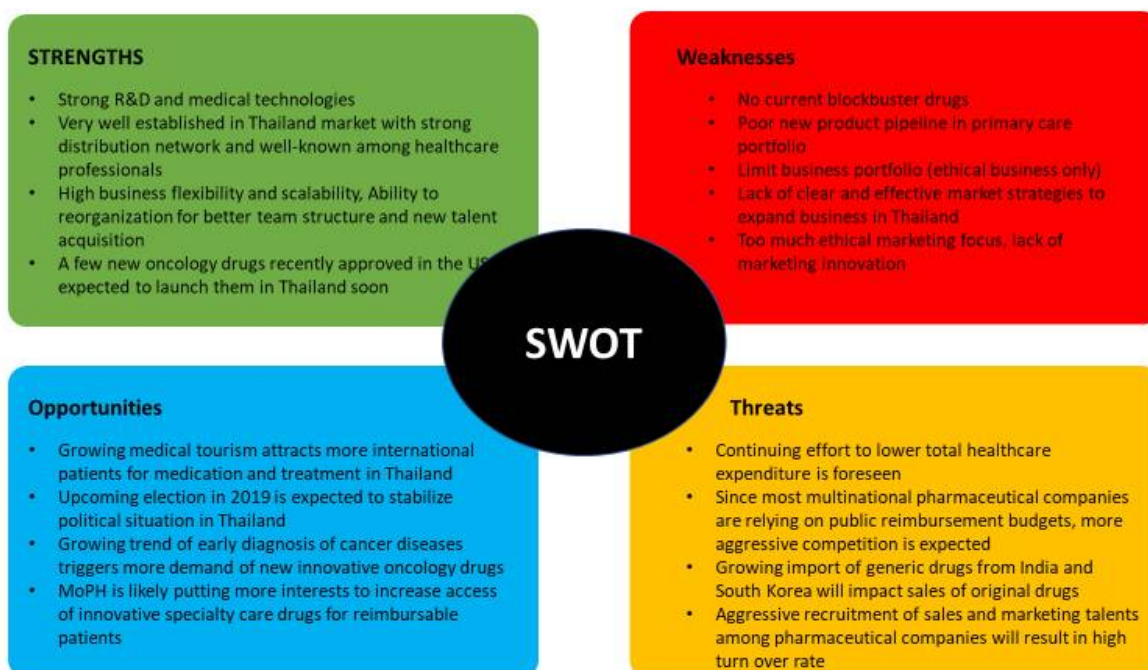 STRENGTHS
• Strong R&D and medical technologies
• Very well established in Thailand market with strong
distribution network and well-known among healthcare
professionals
• High business flexibility and scalability, Ability to
reorganization for better team structure and new talent
acquisition
• A few new oncology drugs recently approved in the US
expected to launch them in Thailand soon
Weaknesses
• No current blockbuster drugs
• Poor new product pipeline in primary care
portfolio
• Limit business portfolio (ethical business only)
• Lack of clear and effective market strategies to
expand business in Thailand
• Too much ethical marketing focus, lack of
marketing innovation
SWOT
Opportunities
• Growing medical tourism attracts more international
patients for medication and treatment in Thailand
• Upcoming election in 2019 is expected to stabilize
political situation in Thailand
• Growing trend of early diagnosis of cancer diseases
triggers more demand of new innovative oncology drugs
• MoPH is likely putting more interests to increase access
of innovative specialty care drugs for reimbursable
patients
Threats
• Continuing effort to lower total healthcare
expenditure is foreseen
• Since most multinational pharmaceutical companies
are relying on public reimbursement budgets, more
aggressive competition is expected
• Growing import of generic drugs from India and
South Korea will impact sales of original drugs
• Aggressive recruitment of sales and marketing talents
among pharmaceutical companies will result in high
turn over rate